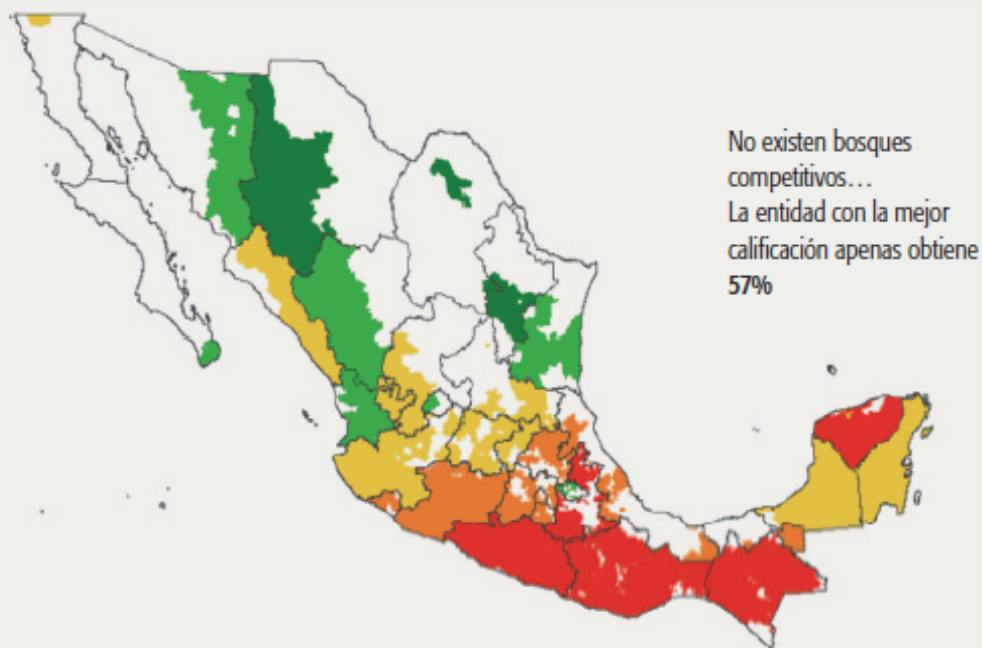 No existen bosques
competitivos…
La entidad con la mejor
calificación apenas obtiene
57%